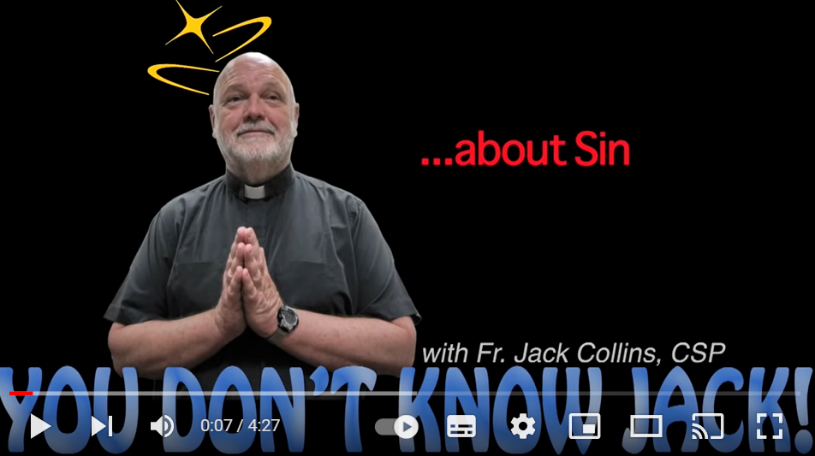 ...about Sin
with Fr. Jack Collins, CSP
YOU DON'T KNOW JACK!
0:07 / 4:27